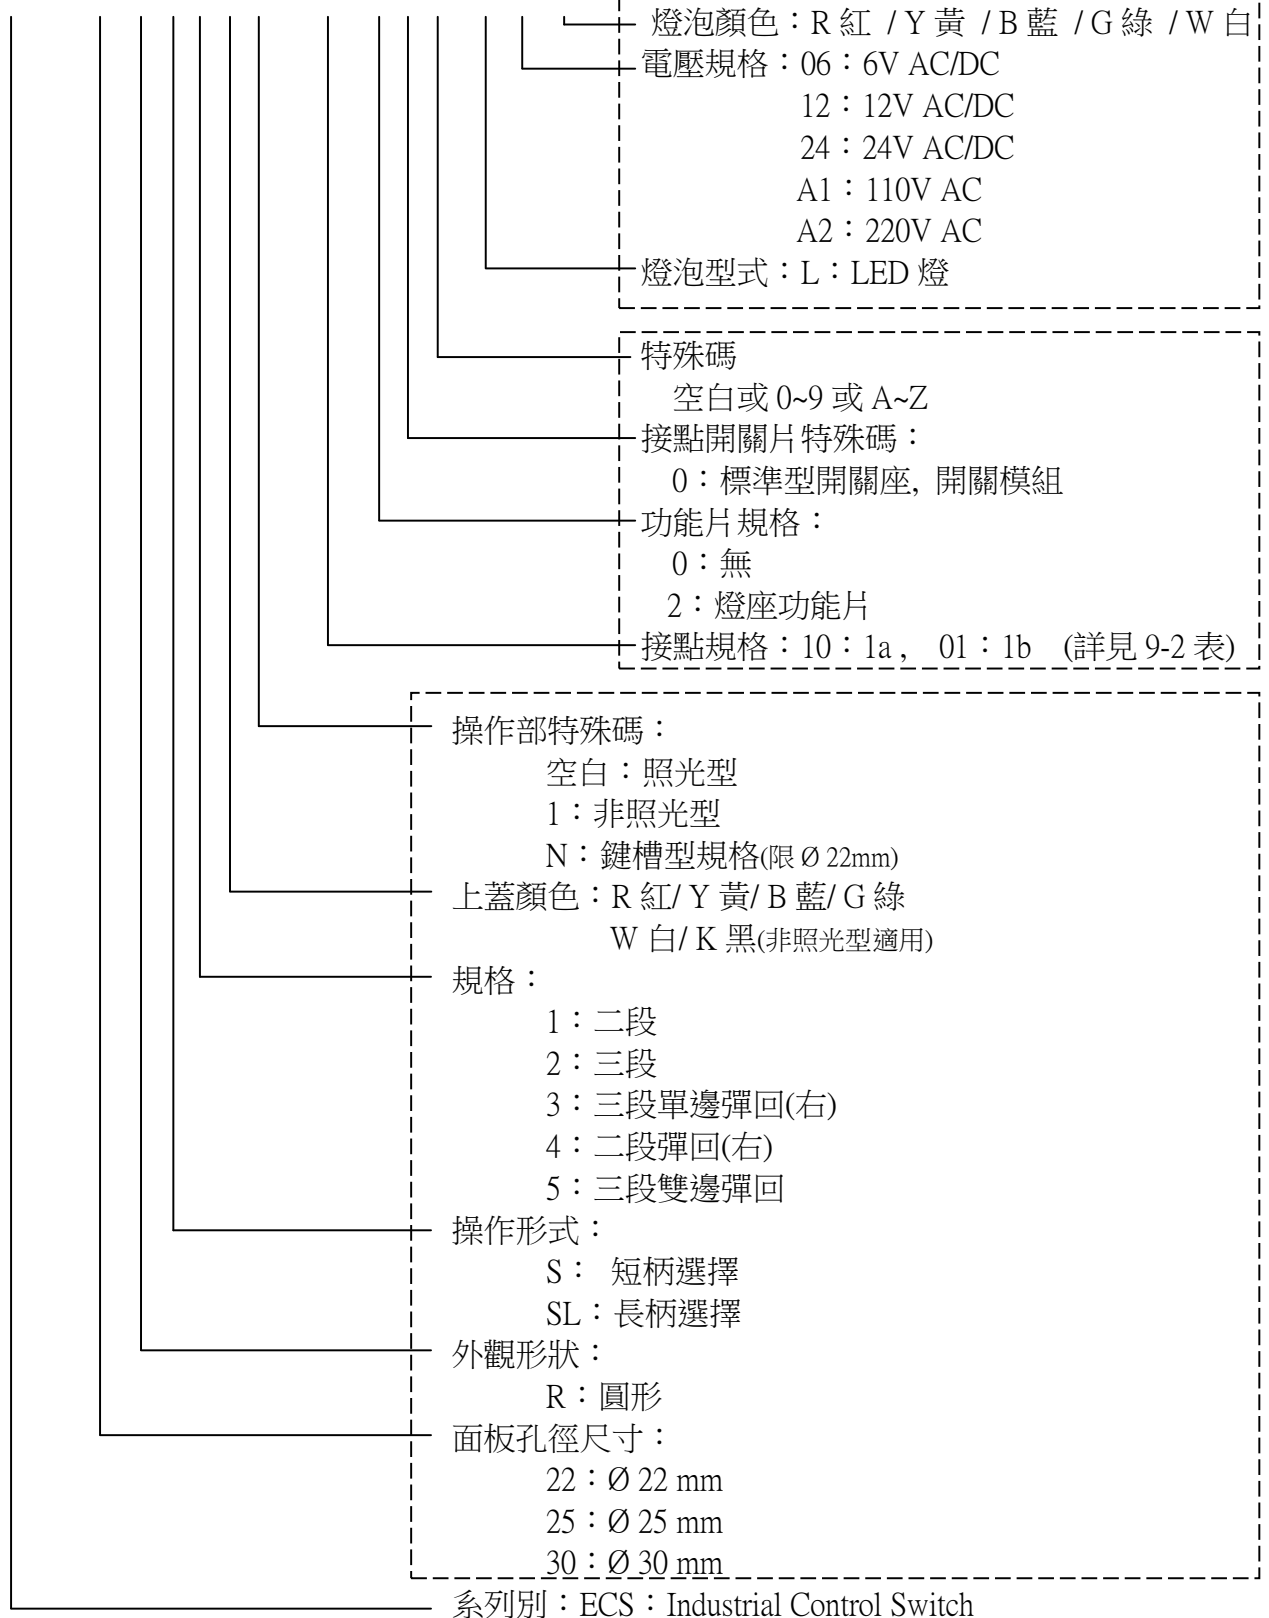 燈泡顏色：R 紅 / Y 黃 / B 藍 / G 綠 / W 白
電壓規格：06：6V AC/DC
12：12V AC/DC
24：24V AC/DC
A1：110V AC
A2：220V AC
燈泡型式：L：LED 燈
特殊碼
空白或 0~9 或 A~Z
接點開關片特殊碼：
0：標準型開關座, 開關模組
功能片規格：
0：無
2：燈座功能片
接點規格：10：1a , 01：1b (詳見 9-2 表)
操作部特殊碼：
空白：照光型
1：非照光型
N：鍵槽型規格(限 Ø 22mm)
上蓋顏色：R 紅/ Y 黃/ B 藍/ G 綠
W 白/ K 黑(非照光型適用)
規格：
1：二段
2：三段
3：三段單邊彈回(右)
4：二段彈回(右)
5：三段雙邊彈回
操作形式：
S： 短柄選擇
SL：長柄選擇
外觀形狀：
R：圓形
面板孔徑尺寸：
22：Ø 22 mm
25：Ø 25 mm
30：Ø 30 mm
系列別：ECS：Industrial Control Switch